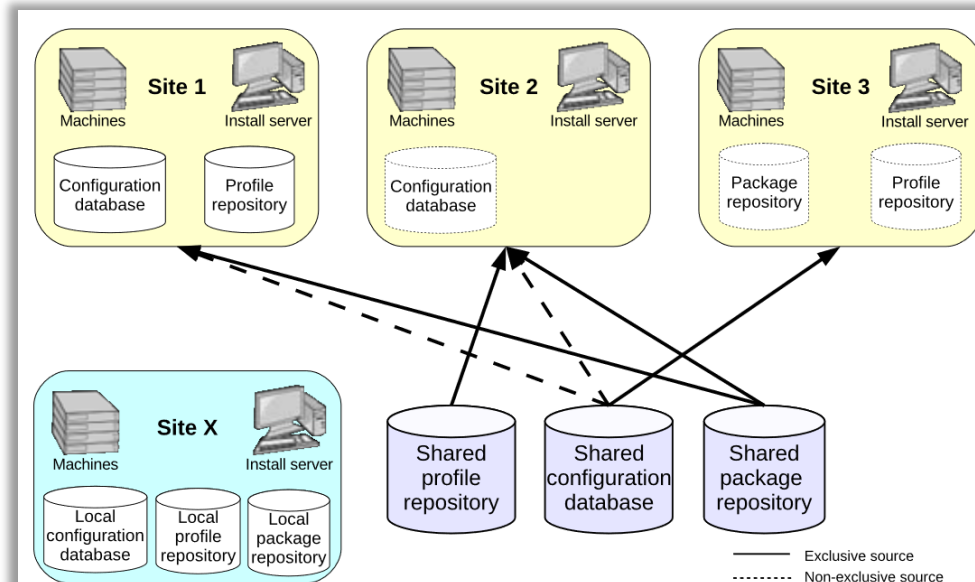 Site 1
Machines
Install server
Configuration
database
Profile
repository
Site 2
Machines
Install server
Configuration
database
Site 3
Machines
Install server
Package
repository
Profile
repository
Site X
Machines
Install server
Local
configuration
database
Local
profile
repository
Local
package
repository
Shared
profile
repository
Shared
configuration
database
Shared
package
repository
Exclusive source
Non-exclusive source